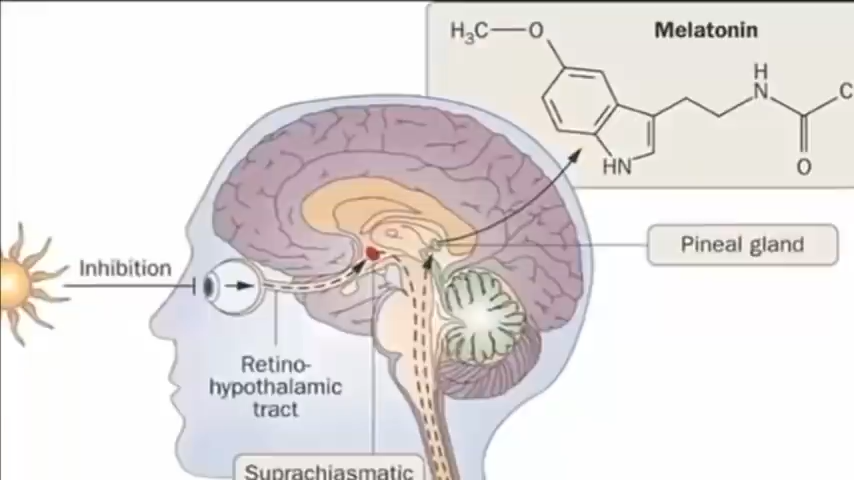 H₃C
O
Melatonin
H
N
C
O
HN
Pineal gland
Inhibition
Retino-
hypothalamic
tract
Suprachiasmatic